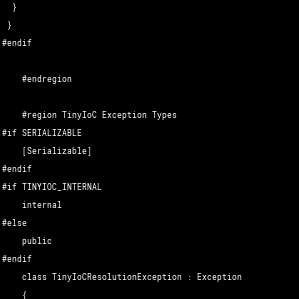 }
}
#endif
#endregion
#region TinyIoC Exception Types
#if SERIALIZABLE
[Serializable]
#endif
#if TINYIOC_INTERNAL
internal
#else
public
#endif
class TinyIoCResolutionException : Exception
{